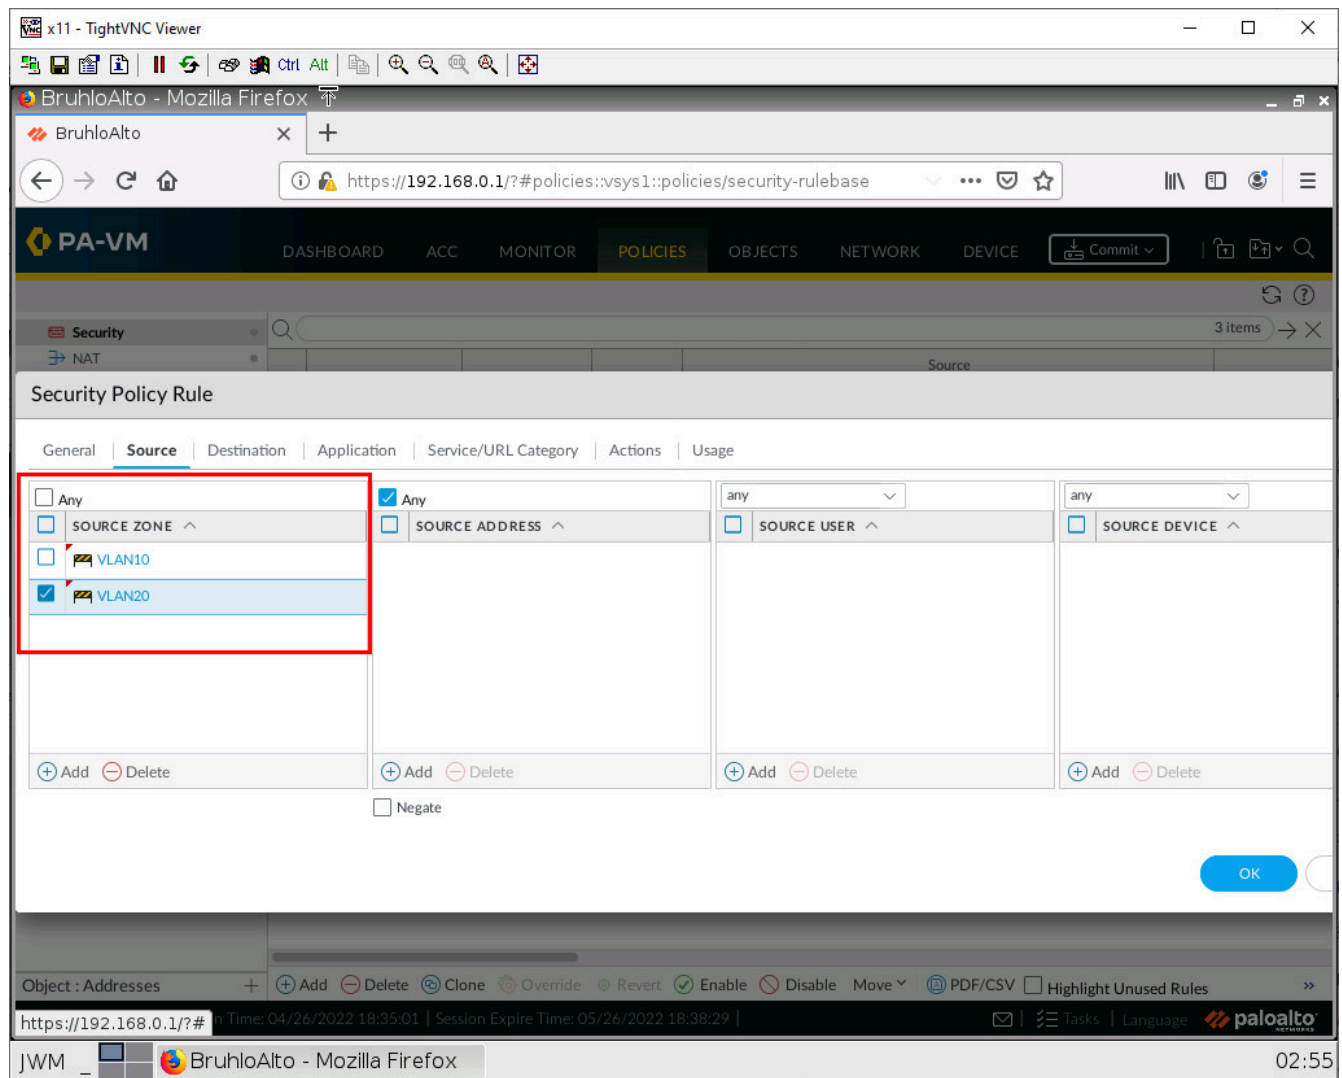 x11 - TightVNC Viewer
Ctrl Alt
BruhloAlto - Mozilla Firefox
BruhloAlto
https://192.168.0.1/?#policies::vsys1::policies/security-rulebase
PA-VM
DASHBOARD ACC MONITOR POLICIES OBJECTS NETWORK DEVICE Commit
Security
3 items
NAT
Source
Security Policy Rule
General Source Destination Application Service/URL Category Actions Usage
Any Any any any
SOURCE ZONE SOURCE ADDRESS SOURCE USER SOURCE DEVICE
VLAN10
VLAN20
Add Delete Add Delete Add Delete Add Delete
Negate
OK
Object : Addresses
Add Delete Clone Override Revert Enable Disable Move PDF/CSV Highlight Unused Rules
https://192.168.0.1/?# n Time: 04/26/2022 18:35:01 | Session Expire Time: 05/26/2022 18:38:29 | Tasks | Language paloalto NETWORKS
JWM _ BruhloAlto - Mozilla Firefox 02:55